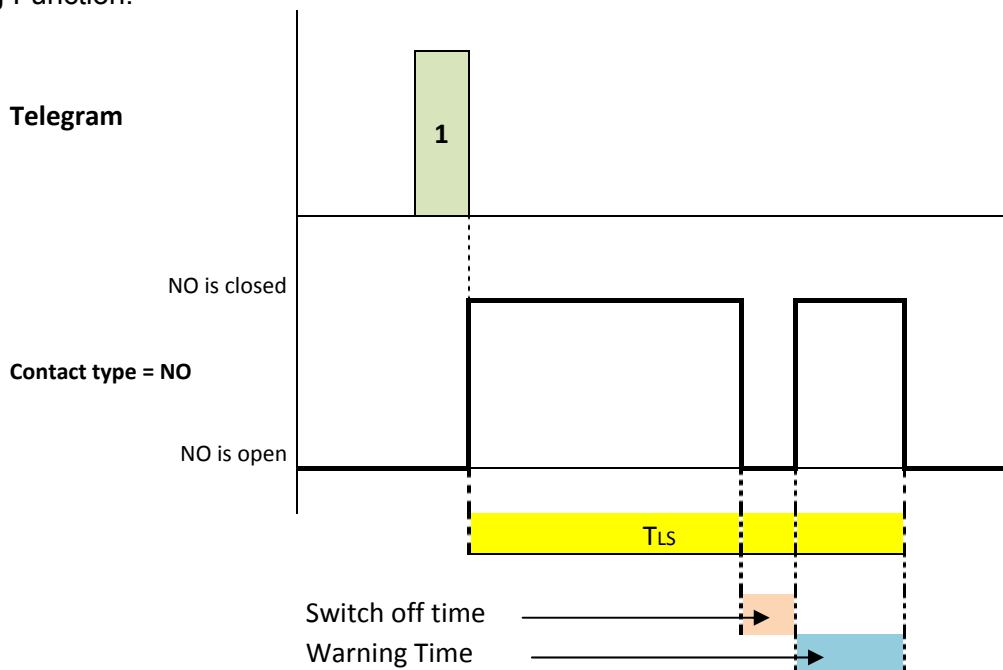 g Function:
Telegram
1
NO is closed
Contact type = NO
NO is open
TLS
Switch off time
Warning Time